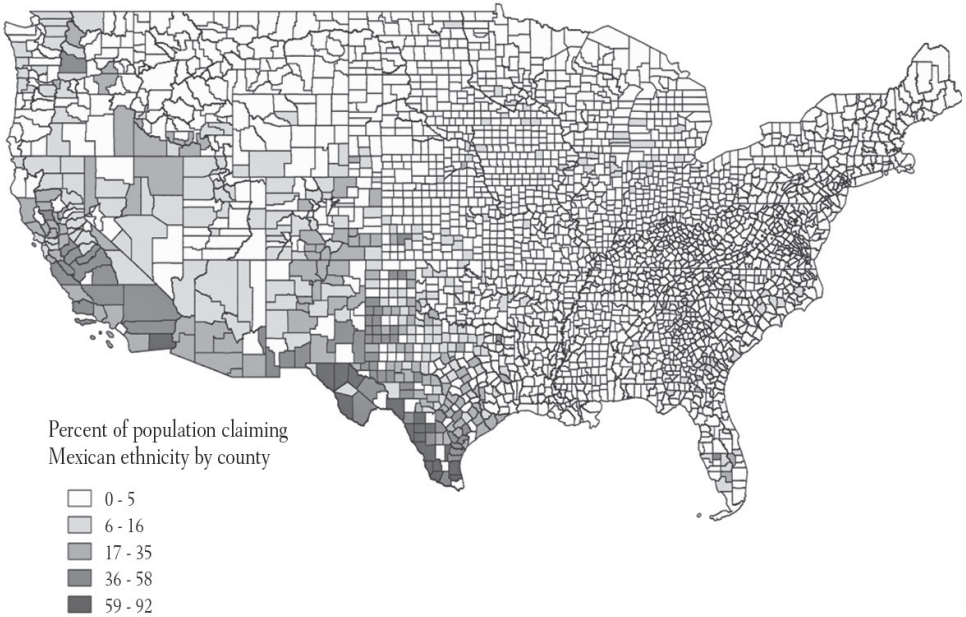 Percent of population claiming
Mexican ethnicity by county
0 - 5
6 - 16
17 - 35
36 - 58
59 - 92